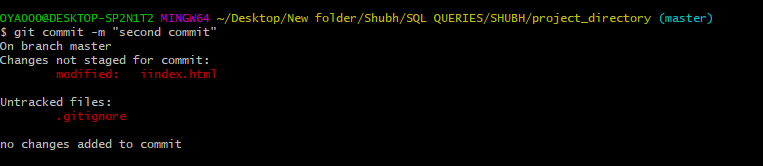 OYAOOO@DESKTOP-SP2N1T2 MINGW64 ~/Desktop/New folder/Shubh/SQL QUERIES/SHUBH/project_directory (master)
$ git commit -m "second commit"
On branch master
Changes not staged for commit:
modified:   iindex.html
Untracked files:
.gitignore
no changes added to commit